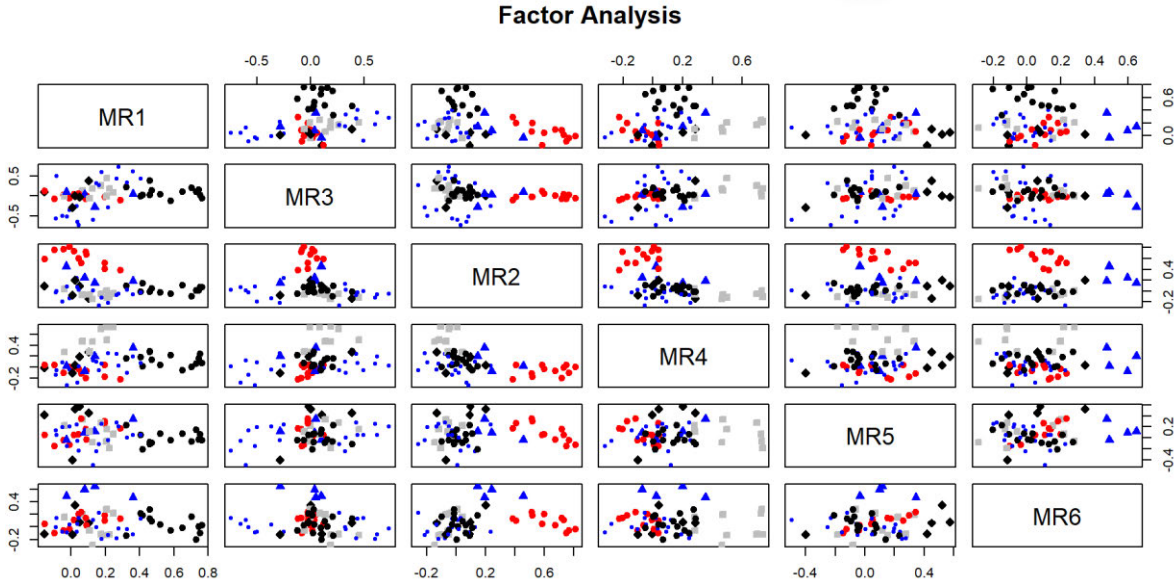 Factor Analysis
-0.5 0.0 0.5
-0.2 0.0 0.2 0.4 0.6
-0.2 0.2 0.6
MR1
0.0 0.6
-0.5 0.5
MR3
MR2
-0.2 0.4
-0.2 0.4
MR4
MR5
-0.4 0.2
-0.2 0.4
MR6
0.0 0.2 0.4 0.6 0.8
-0.2 0.2 0.6
-0.4 0.0 0.4